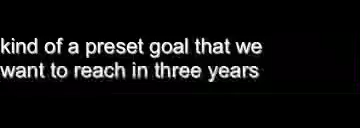 kind of a preset goal that we
want to reach in three years